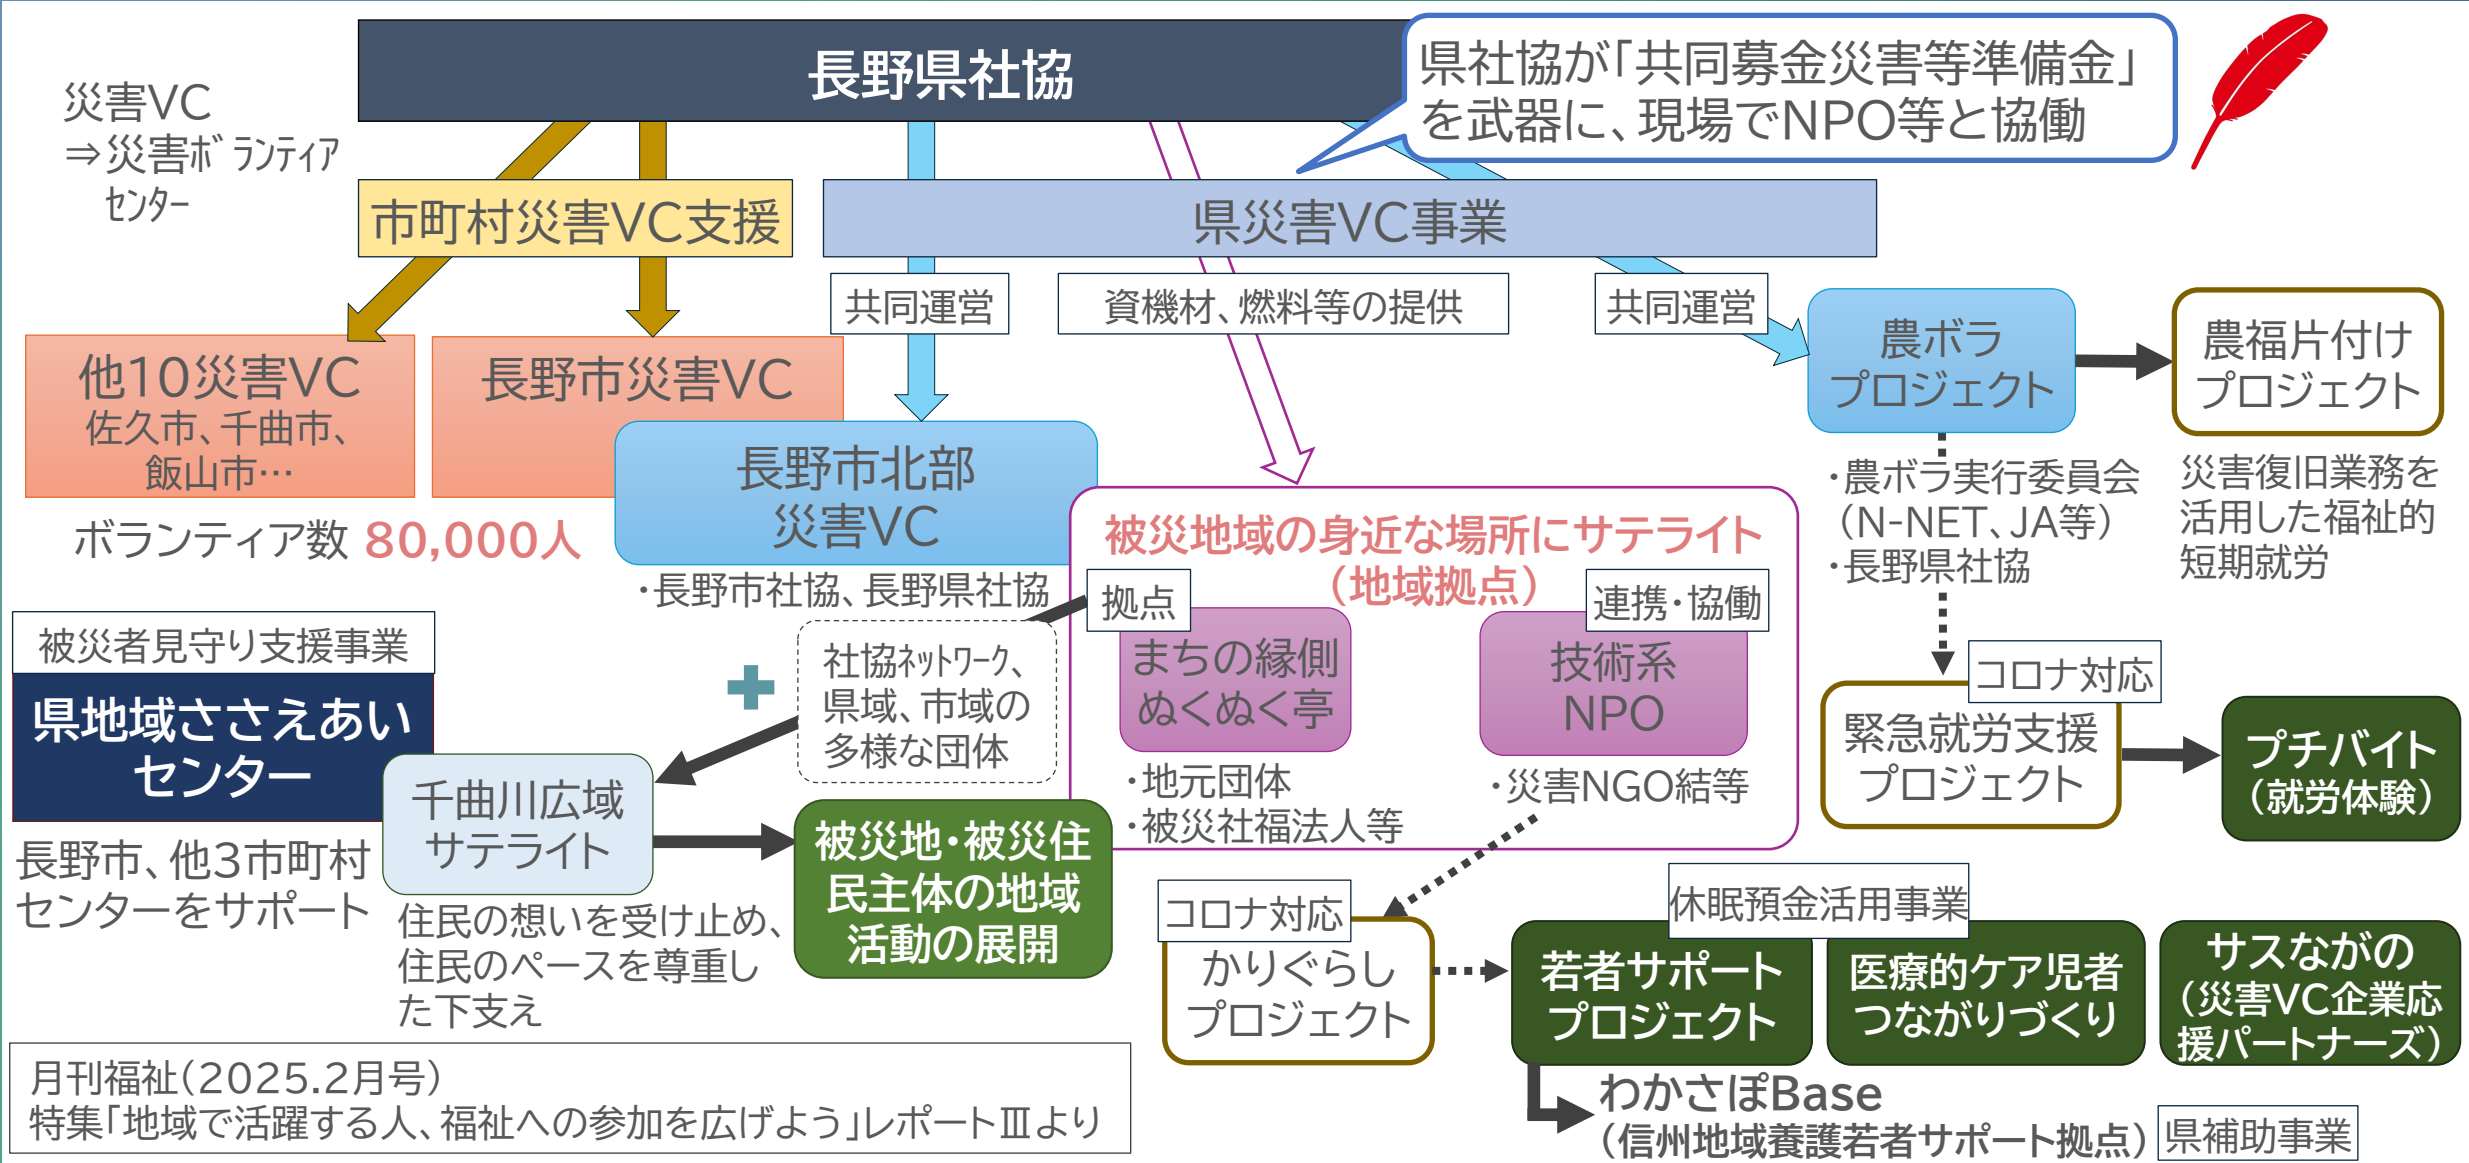 長野県社協
県社協が「共同募金災害等準備金」
を武器に、現場でNPO等と協働
災害VC
⇒災害ボランティア
センター
市町村災害VC支援
県災害VC事業
共同運営
資機材、燃料等の提供
共同運営
他10災害VC
佐久市、千曲市、
飯山市…
長野市災害VC
長野市北部
災害VC
農ボラ
プロジェクト
農福片付け
プロジェクト
ボランティア数 80,000人
・長野市社協、長野県社協
被災地域の身近な場所にサテライト
（地域拠点）
拠点
連携・協働
まちの縁側
ぬくぬく亭
技術系
NPO
・地元団体
・被災社福法人等
・災害NGO結等
・農ボラ実行委員会
（N-NET、JA等）
・長野県社協
災害復旧業務を
活用した福祉的
短期就労
被災者見守り支援事業
県地域ささえあい
センター
長野市、他3市町村
センターをサポート
社協ネットワーク、
県域、市域の
多様な団体
千曲川広域
サテライト
住民の想いを受け止め、
住民のペースを尊重し
た下支え
被災地・被災住
民主体の地域
活動の展開
コロナ対応
緊急就労支援
プロジェクト
プチバイト
（就労体験）
コロナ対応
かりぐらし
プロジェクト
休眠預金活用事業
若者サポート
プロジェクト
医療的ケア児者
つながりづくり
サスながの
（災害VC企業応
援パートナーズ）
わかさぽBase
（信州地域養護若者サポート拠点）
県補助事業
月刊福祉（2025.2月号）
特集「地域で活躍する人、福祉への参加を広げよう」レポートⅢより